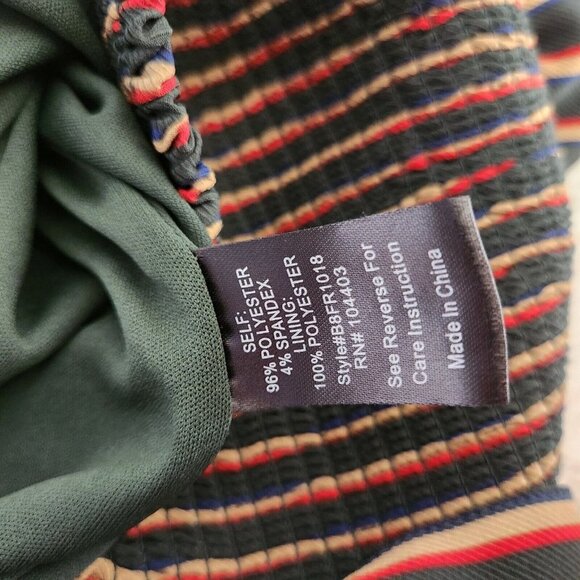 SELF:
96% POLYESTER
4% SPANDEX
LINING:
100% POLYESTER
Style#B8FR1018
RN# 104403
See Reverse For
Care Instruction
Made In China